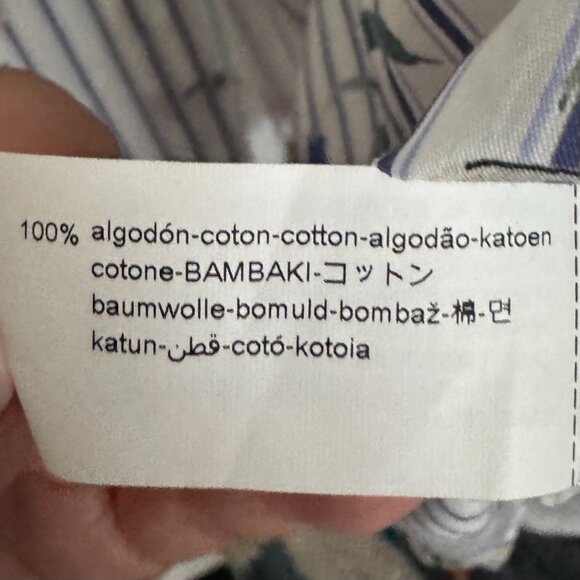 100% algodón-coton-cotton-algodão-katoen
cotone-BAMBAKI-コットン
baumwolle-bomuld-bombaž-棉-면
katun-قطن-cotó-kotoia